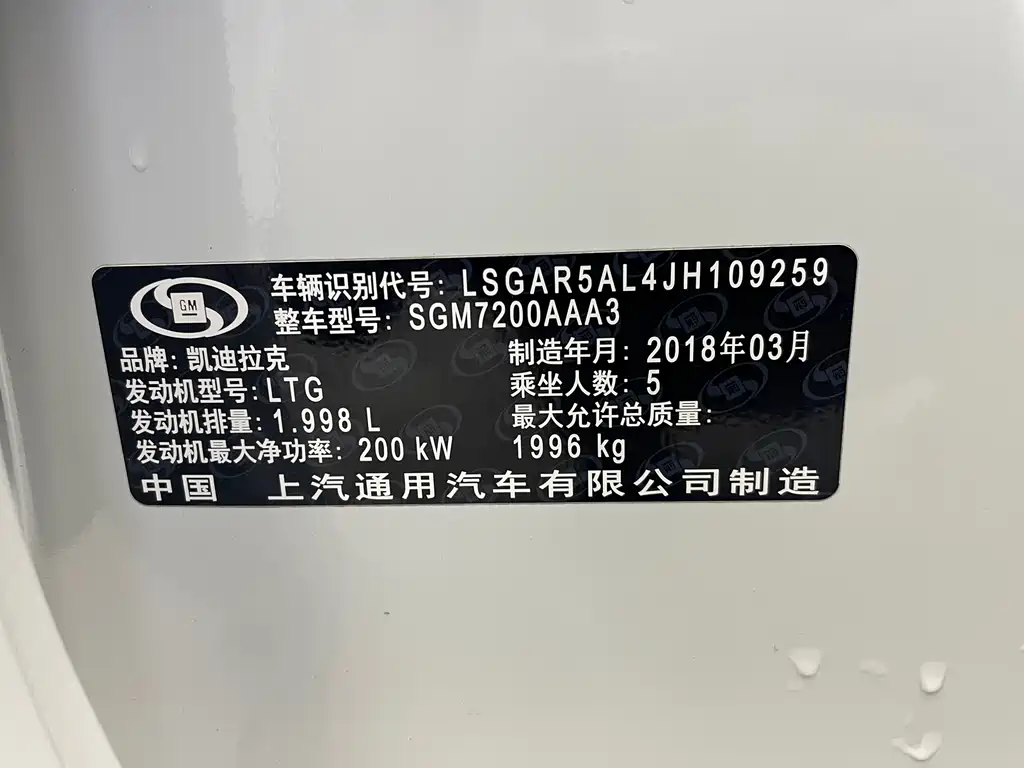 GM
车辆识别代号: LSGAR5AL4JH109259
整车型号: SGM7200AAA3
品牌: 凯迪拉克
制造年月: 2018年03月
发动机型号: LTG
乘坐人数: 5
发动机排量: 1.998 L
最大允许总质量:
发动机最大净功率: 200 kW
1996 kg
中国 上汽通用汽车有限公司制造